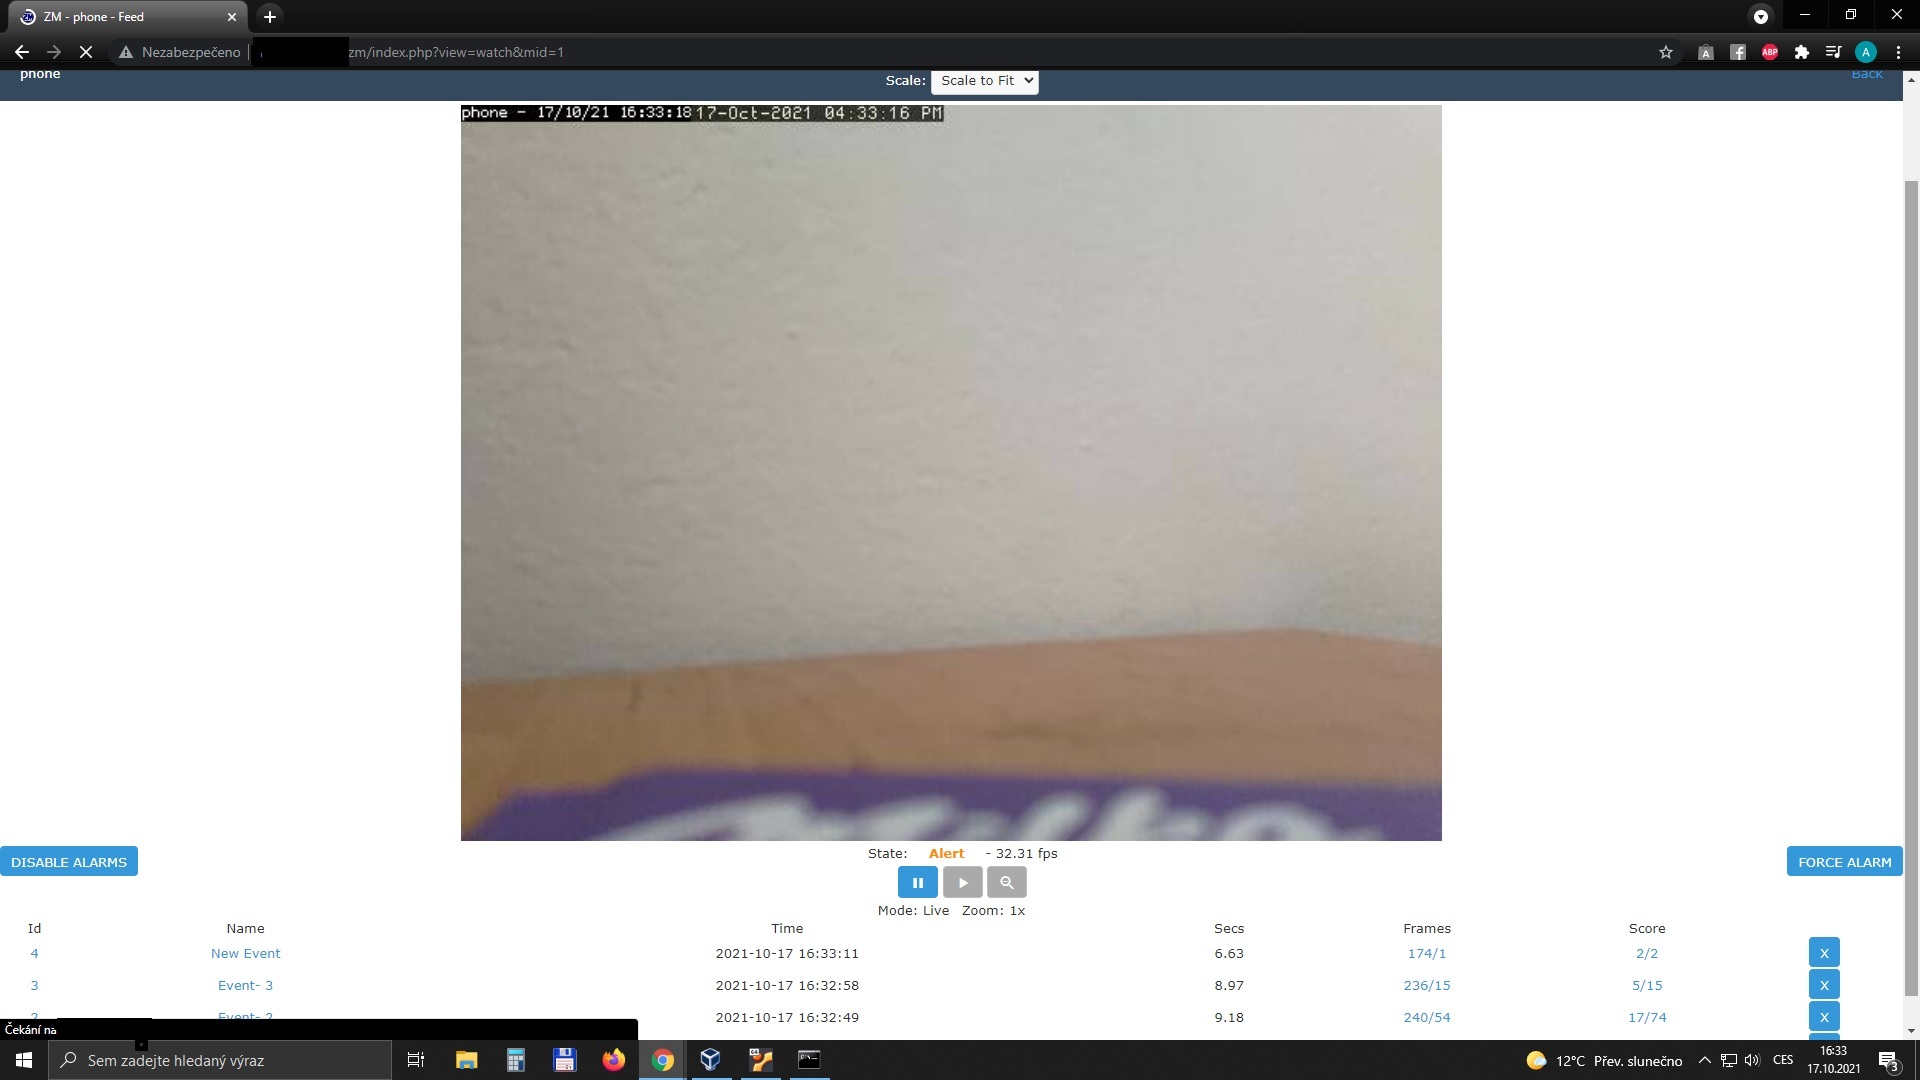 ZM - phone - Feed
Nezabezpečeno | zm/index.php?view=watch&mid=1
ABP
A
phone
Scale: Scale to Fit
Back
phone - 17/10/21 16:33:18 17-Oct-2021 04:33:16 PM
DISABLE ALARMS
State: Alert - 32.31 fps
FORCE ALARM
Mode: Live Zoom: 1x
Id Name Time Secs Frames Score
4 New Event 2021-10-17 16:33:11 6.63 174/1 2/2 X
3 Event- 3 2021-10-17 16:32:58 8.97 236/15 5/15 X
2 Event- 2 2021-10-17 16:32:49 9.18 240/54 17/74 X
Čekání na
Sem zadejte hledaný výraz
12°C Přev. slunečno
CES
16:33
17.10.2021
3